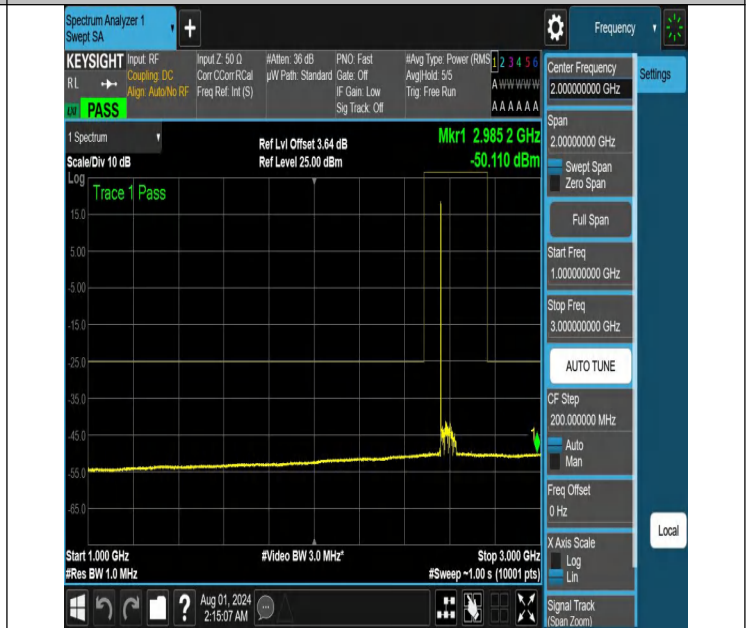 Spectrum Analyzer 1
Swept SA
+
Frequency
KEYSIGHT
R L
LXI
PASS
Input: RF
Coupling: DC
Align: Auto/No RF
Input Z: 50 Ω
Corr CCorr RCal
Freq Ref: Int (S)
#Atten: 36 dB
µW Path: Standard
PNO: Fast
Gate: Off
IF Gain: Low
Sig Track: Off
#Avg Type: Power (RMS
Avg|Hold: 5/5
Trig: Free Run
1 2 3 4 5 6
A W W W W W
A A A A A A
1 Spectrum
Scale/Div 10 dB
Ref Lvl Offset 3.64 dB
Ref Level 25.00 dBm
Mkr1 2.985 2 GHz
-50.110 dBm
Log
Trace 1 Pass
15.0
5.00
-5.00
-15.0
-25.0
-35.0
-45.0
-55.0
-65.0
1
Start 1.000 GHz
#Res BW 1.0 MHz
#Video BW 3.0 MHz*
Stop 3.000 GHz
#Sweep ~1.00 s (10001 pts)
Center Frequency
2.000000000 GHz
Settings
Span
2.00000000 GHz
Swept Span
Zero Span
Full Span
Start Freq
1.000000000 GHz
Stop Freq
3.000000000 GHz
AUTO TUNE
CF Step
200.000000 MHz
Auto
Man
Freq Offset
0 Hz
X Axis Scale
Log
Lin
Local
Signal Track
(Span Zoom)
?
Aug 01, 2024
2:15:07 AM